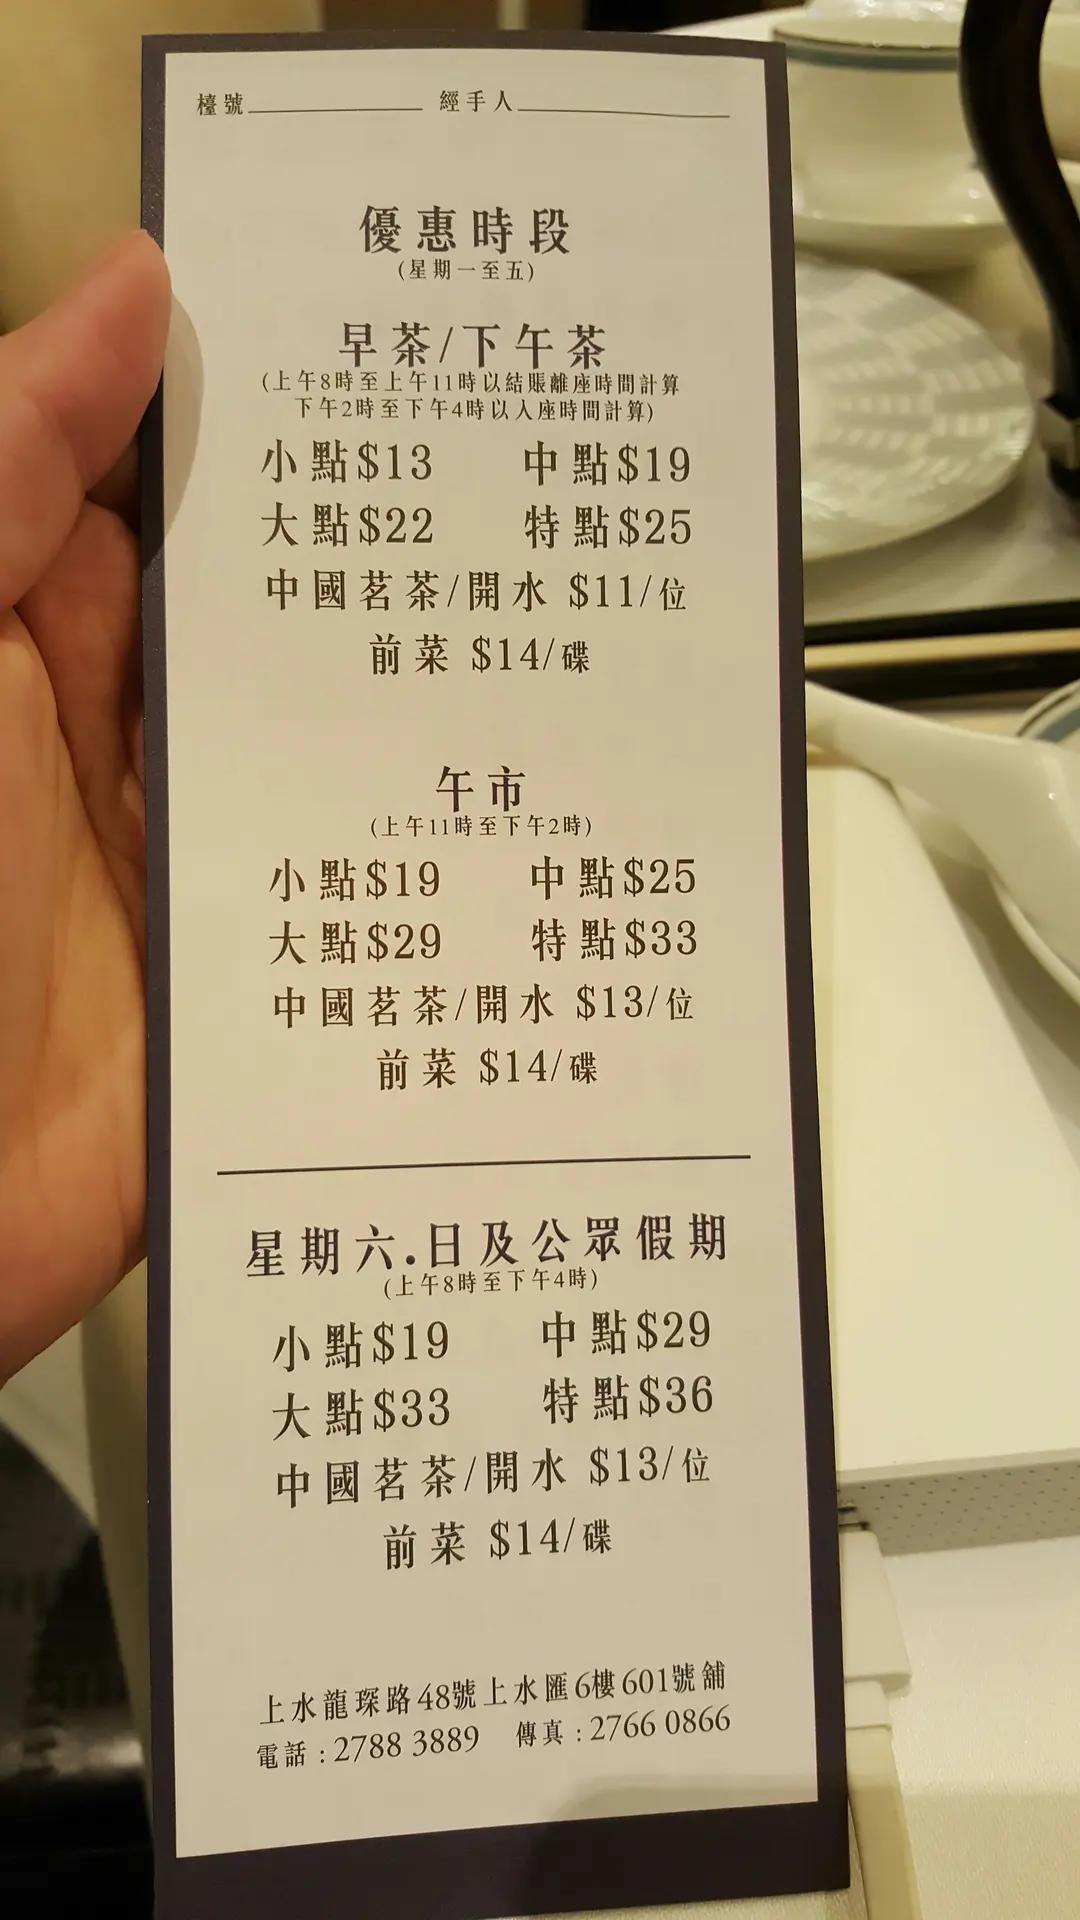 檯號 經手人
優惠時段
(星期一至五)
早茶/下午茶
(上午8時至上午11時以結賬離座時間計算
下午2時至下午4時以入座時間計算)
小點$13 中點$19
大點$22 特點$25
中國茗茶/開水 $11/位
前菜 $14/碟
午市
(上午11時至下午2時)
小點$19 中點$25
大點$29 特點$33
中國茗茶/開水 $13/位
前菜 $14/碟
星期六.日及公眾假期
(上午8時至下午4時)
小點$19 中點$29
大點$33 特點$36
中國茗茶/開水 $13/位
前菜 $14/碟
上水龍琛路48號上水匯6樓601號舖
電話 : 2788 3889 傳真 : 2766 0866